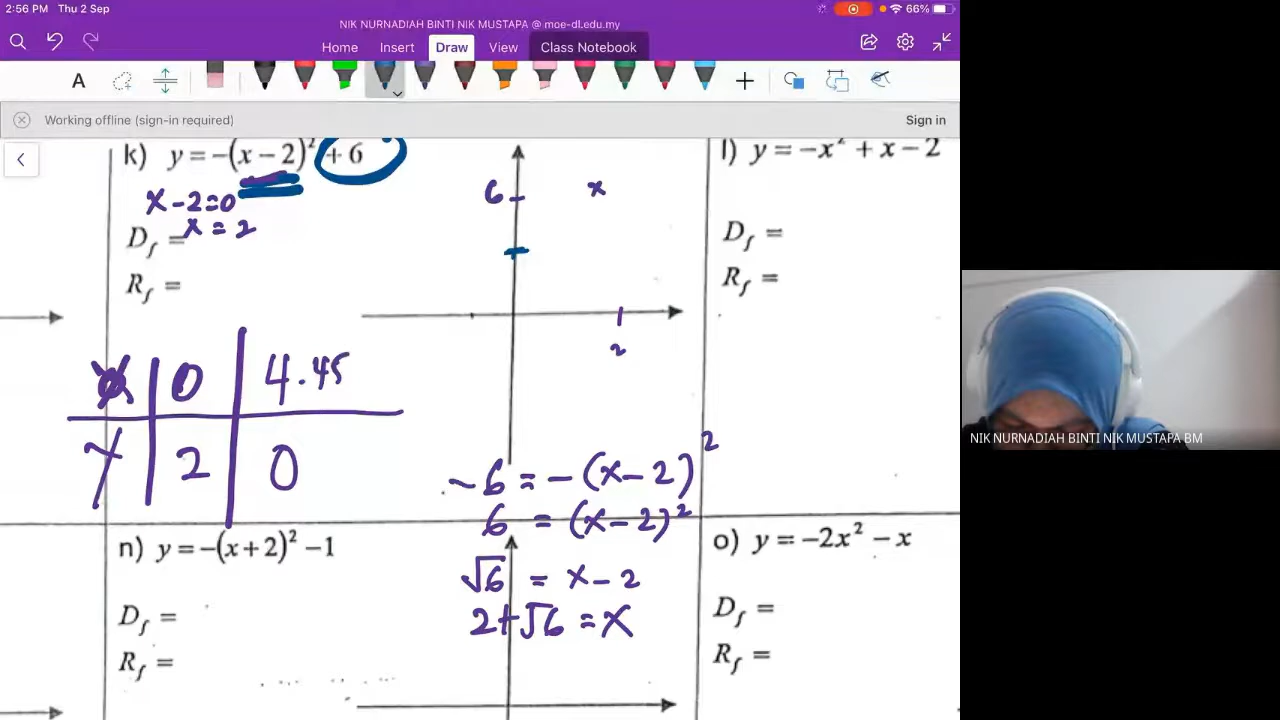 2:56 PM Thu 2 Sep
66%
NIK NURNADIAH BINTI NIK MUSTAPA @ moe-dl.edu.my
Home Insert Draw View Class Notebook
A
Working offline (sign-in required) Sign in
k) y = -(x - 2)² + 6
x - 2 = 0
x = 2
D_f =
R_f =
6
x
2
l) y = -x² + x - 2
D_f =
R_f =
x 0 4.45
y 2 0
-6 = -(x - 2)²
6 = (x - 2)²
√6 = x - 2
2 + √6 = x
n) y = -(x + 2)² - 1
D_f =
R_f =
o) y = -2x² - x
D_f =
R_f =
NIK NURNADIAH BINTI NIK MUSTAPA BM